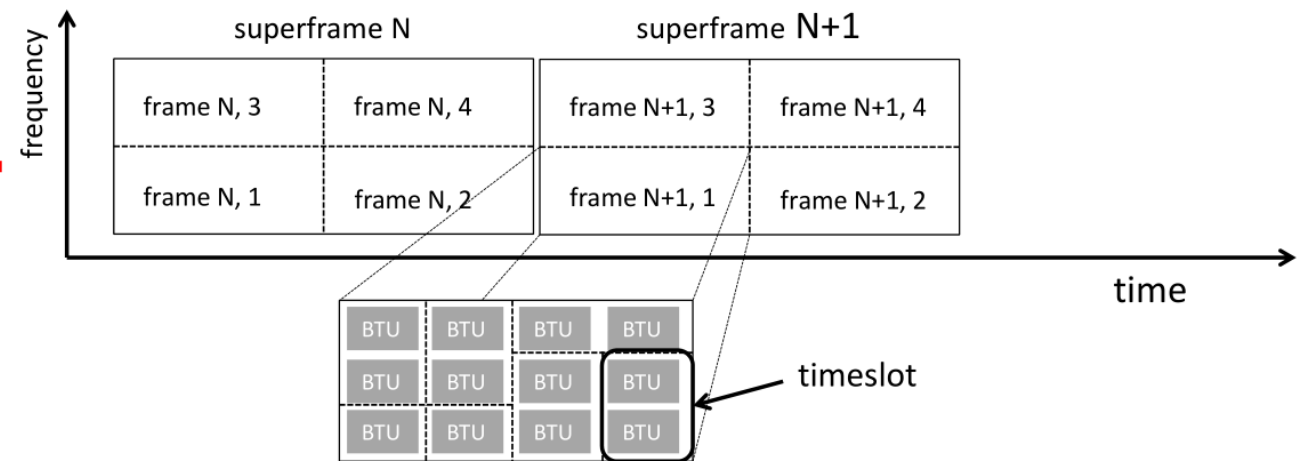 superframe N
superframe N+1
frequency
frame N, 3
frame N, 4
frame N+1, 3
frame N+1, 4
frame N, 1
frame N, 2
frame N+1, 1
frame N+1, 2
time
BTU BTU BTU BTU
BTU BTU BTU BTU
timeslot
BTU BTU BTU BTU